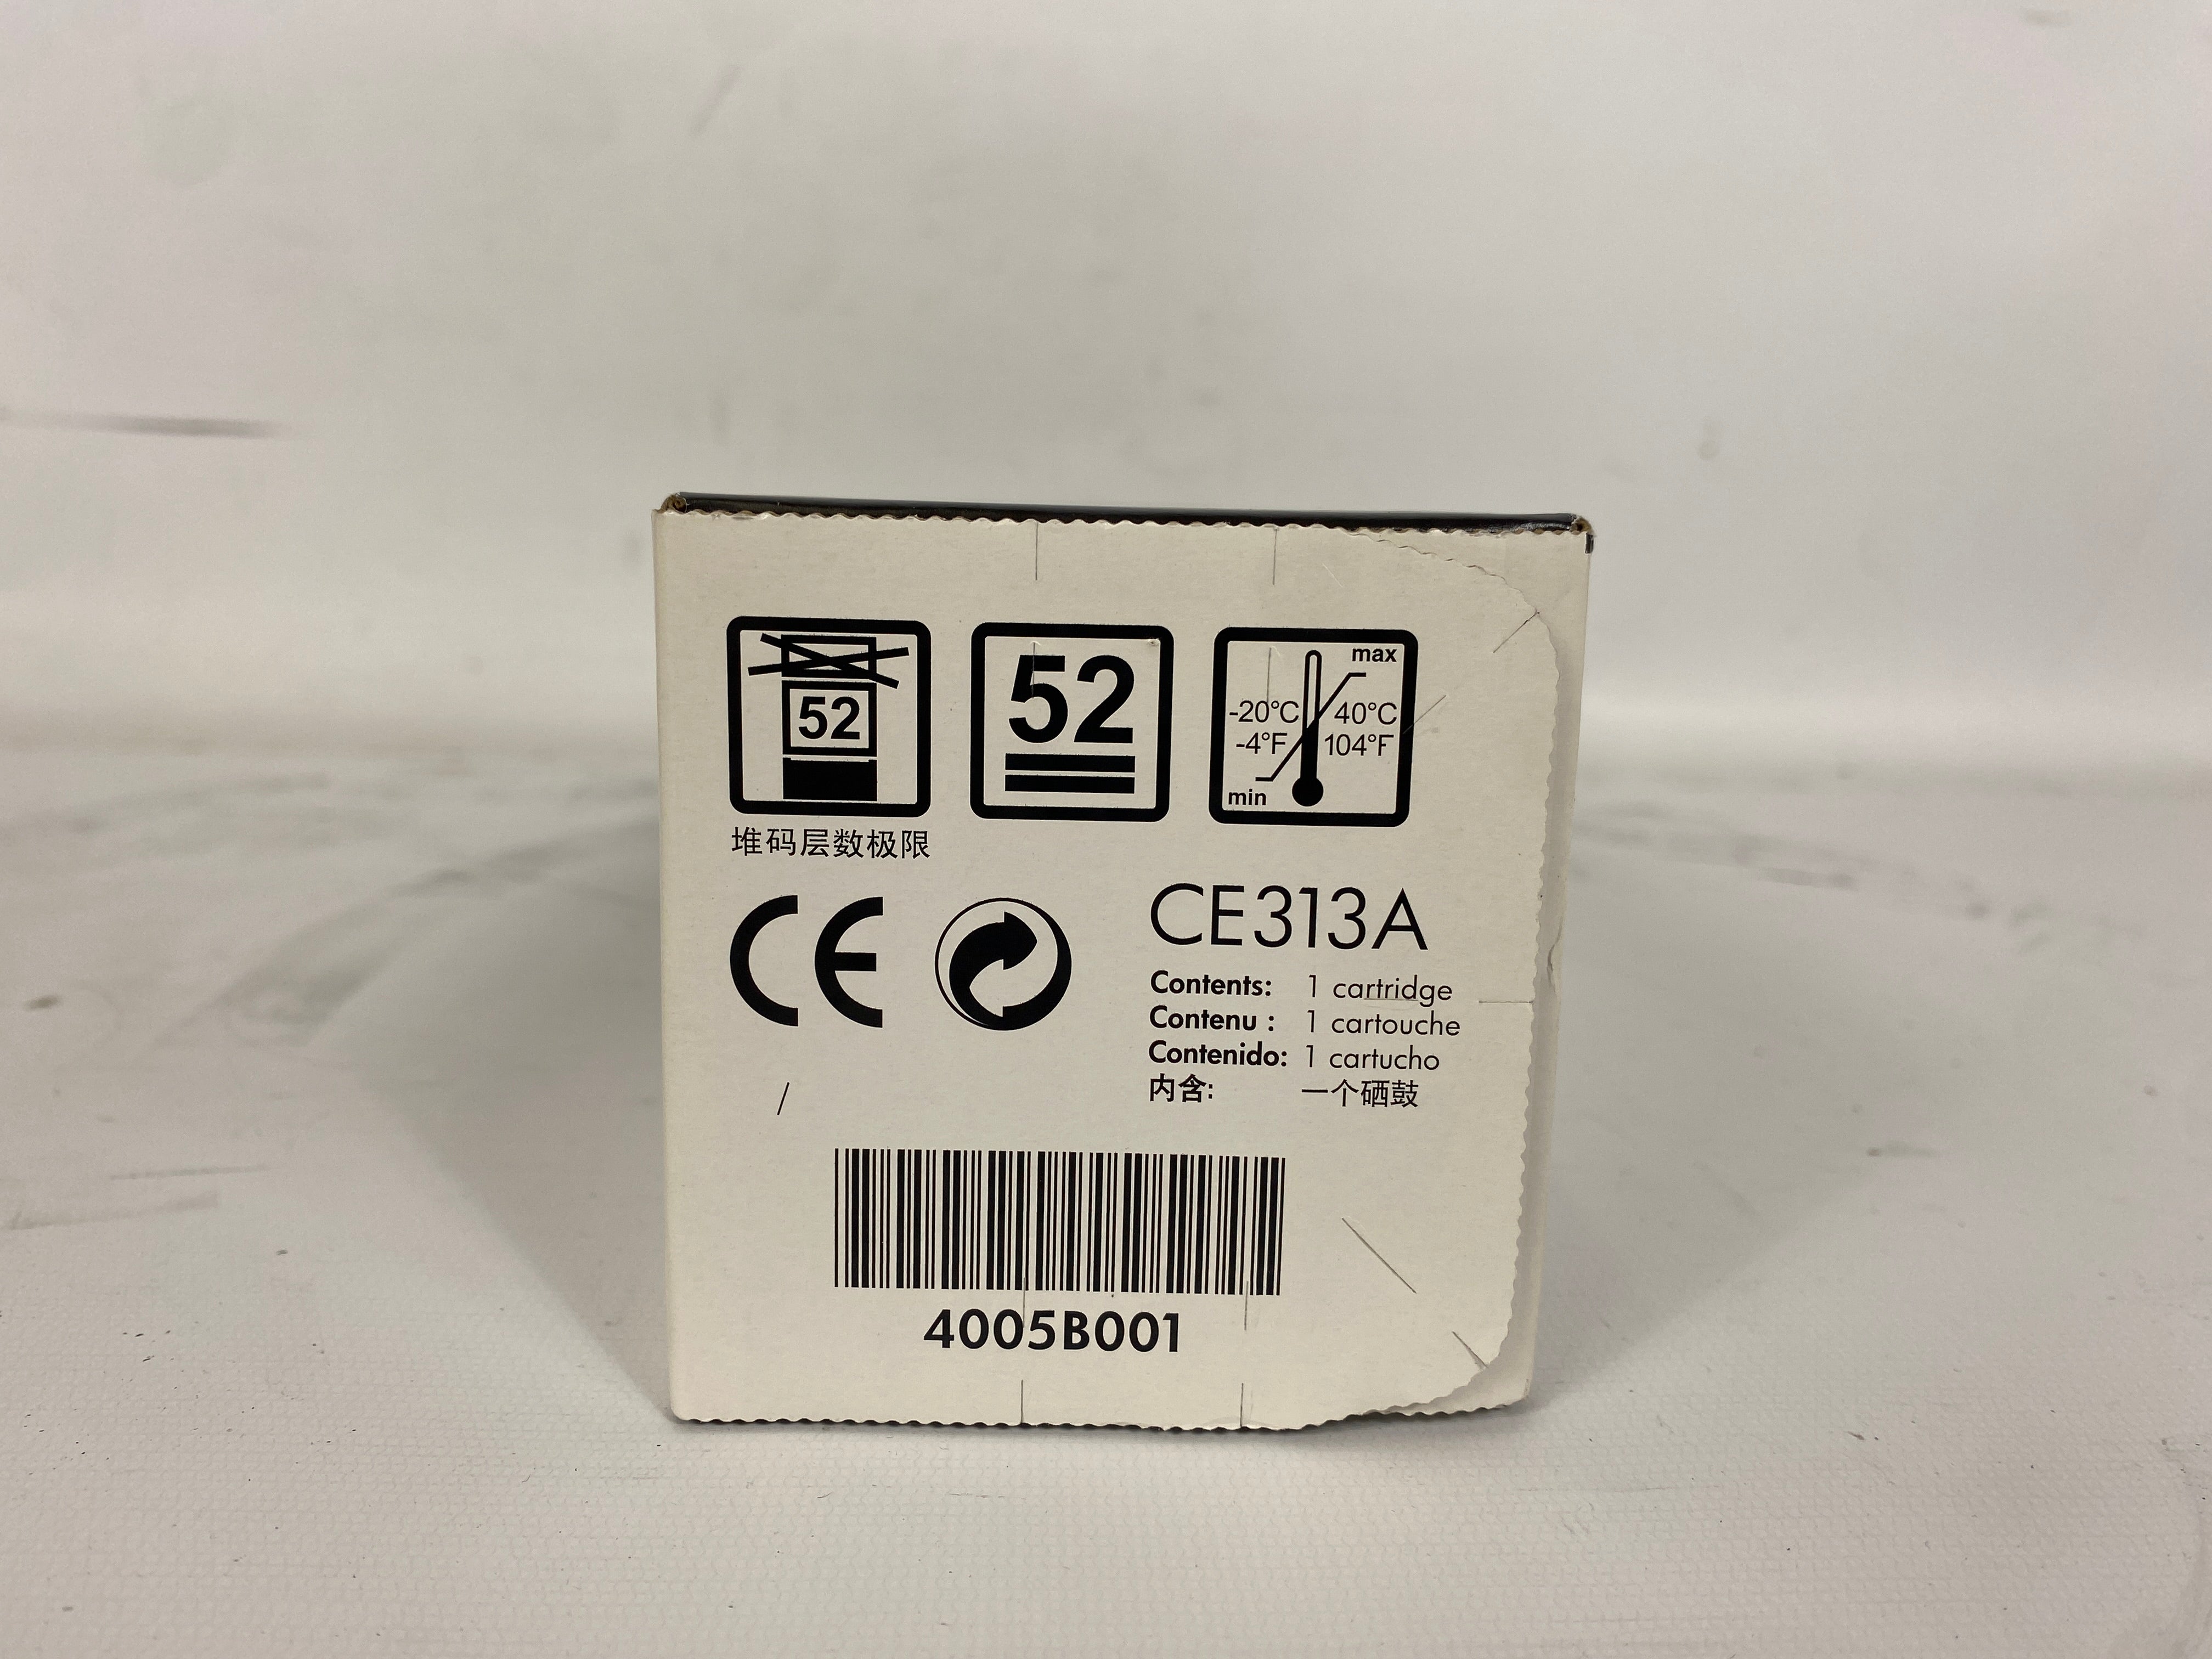 52
52
max
-20°C 40°C
-4°F 104°F
min
堆码层数极限
CE
CE313A
Contents: 1 cartridge
Contenu : 1 cartouche
Contenido: 1 cartucho
内含: 一个硒鼓
/
4005B001